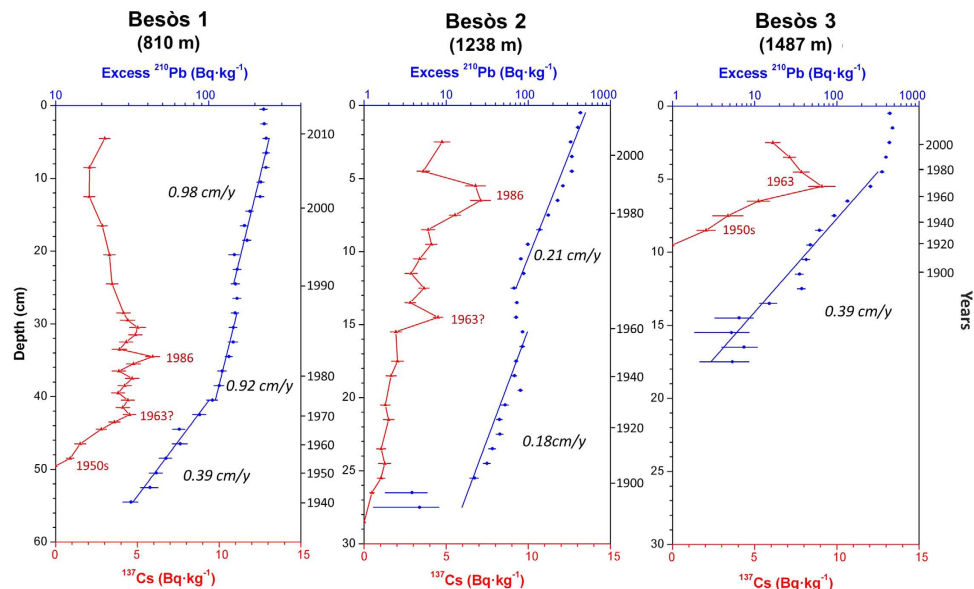 Besòs 1
(810 m)
Excess ²¹⁰Pb (Bq·kg⁻¹)
10 100
0
10
20
30
40
50
60
Depth (cm)
2010
2000
1990
1980
1970
1960
1950
1940
0.98 cm/y
0.92 cm/y
0.39 cm/y
1986
1963?
1950s
0 5 10 15
¹³⁷Cs (Bq·kg⁻¹)
Besòs 2
(1238 m)
Excess ²¹⁰Pb (Bq·kg⁻¹)
1 10 100 1000
0
5
10
15
20
25
30
2000
1980
1960
1940
1920
1900
1986
0.21 cm/y
1963?
0.18cm/y
0 5 10 15
¹³⁷Cs (Bq·kg⁻¹)
Besòs 3
(1487 m)
Excess ²¹⁰Pb (Bq·kg⁻¹)
1 10 100 1000
0
5
10
15
20
25
30
2000
1980
1960
1940
1920
1900
Years
1963
1950s
0.39 cm/y
0 5 10 15
¹³⁷Cs (Bq·kg⁻¹)